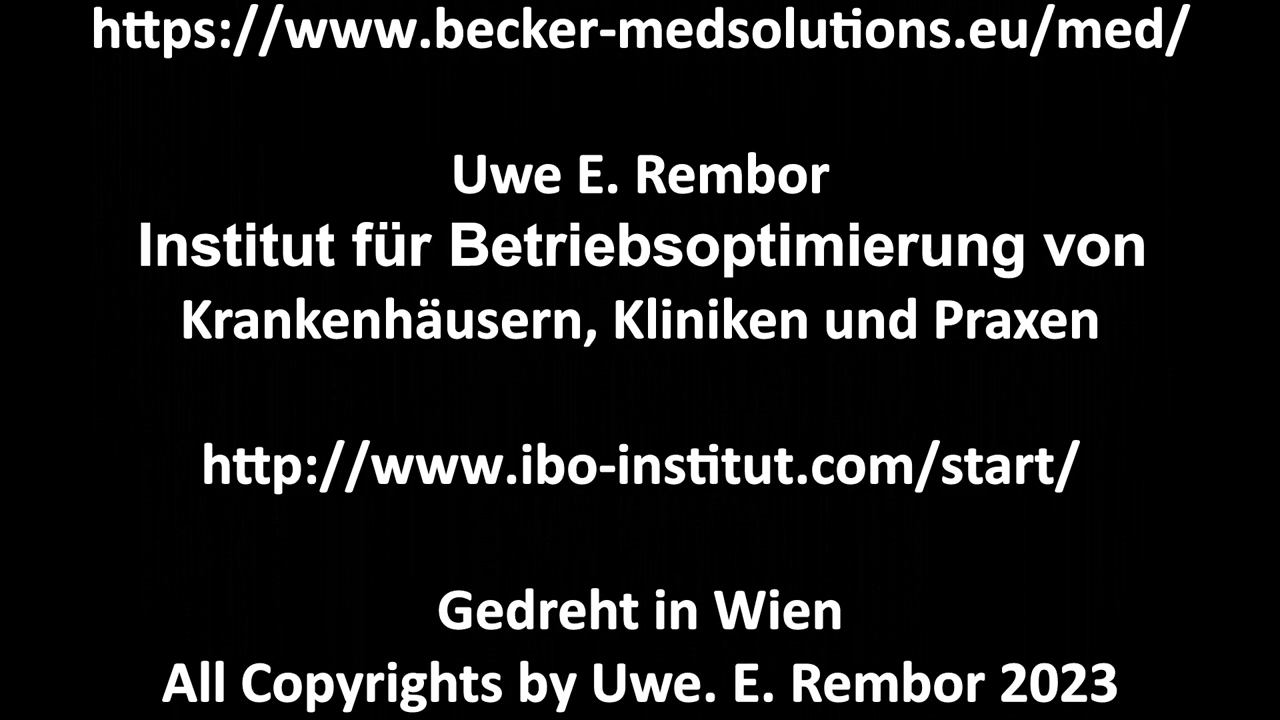 https://www.becker-medsolutions.eu/med/
Uwe E. Rembor
Institut für Betriebsoptimierung von
Krankenhäusern, Kliniken und Praxen
http://www.ibo-institut.com/start/
Gedreht in Wien
All Copyrights by Uwe. E. Rembor 2023